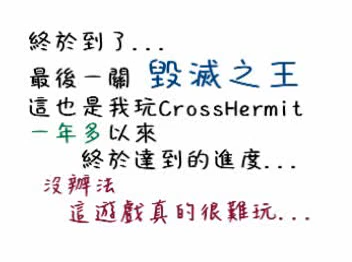 終於到了...
最後一關 毀滅之王
這也是我玩CrossHermit
一年多以來
終於達到的進度...
沒辦法
這遊戲真的很難玩...